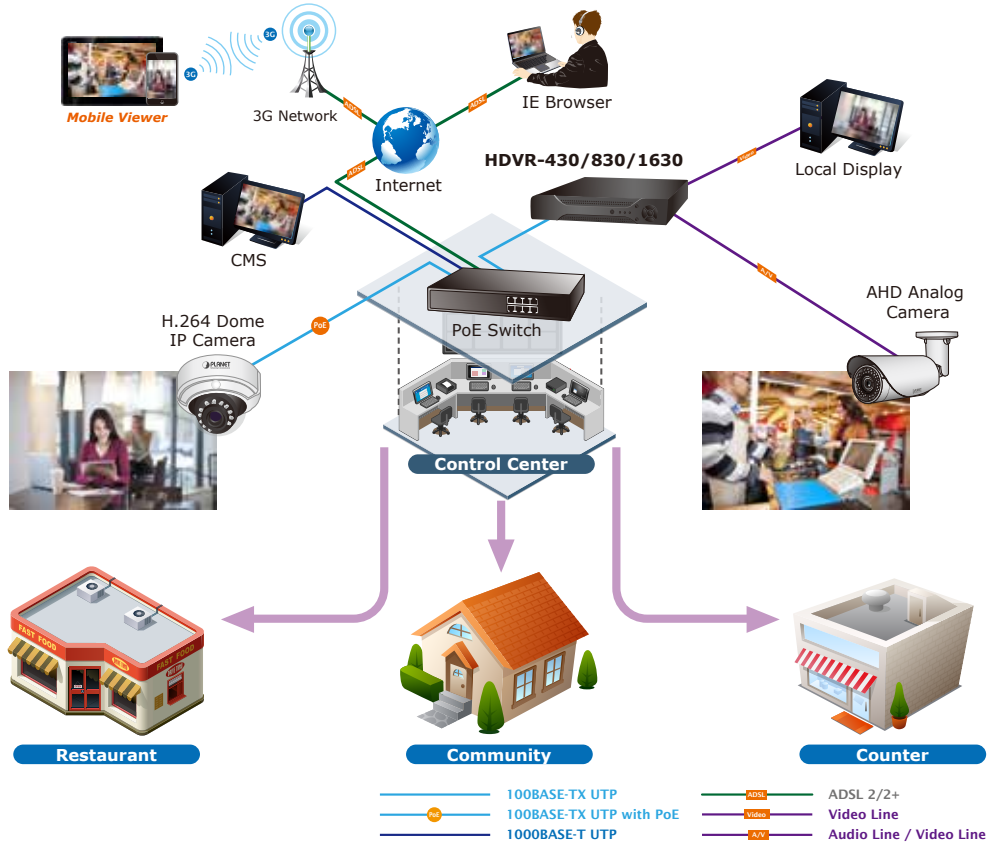 3G
3G
Mobile Viewer
3G Network
ADSL
ADSL
IE Browser
Internet
ADSL
HDVR-430/830/1630
Video
Local Display
CMS
A/V
PoE Switch
H.264 Dome
IP Camera
PoE
PLANET
AHD Analog
Camera
Control Center
FAST FOOD
FAST FOOD
Restaurant
Community
Counter
100BASE-TX UTP
PoE
100BASE-TX UTP with PoE
1000BASE-T UTP
ADSL
ADSL 2/2+
Video
Video Line
A/V
Audio Line / Video Line